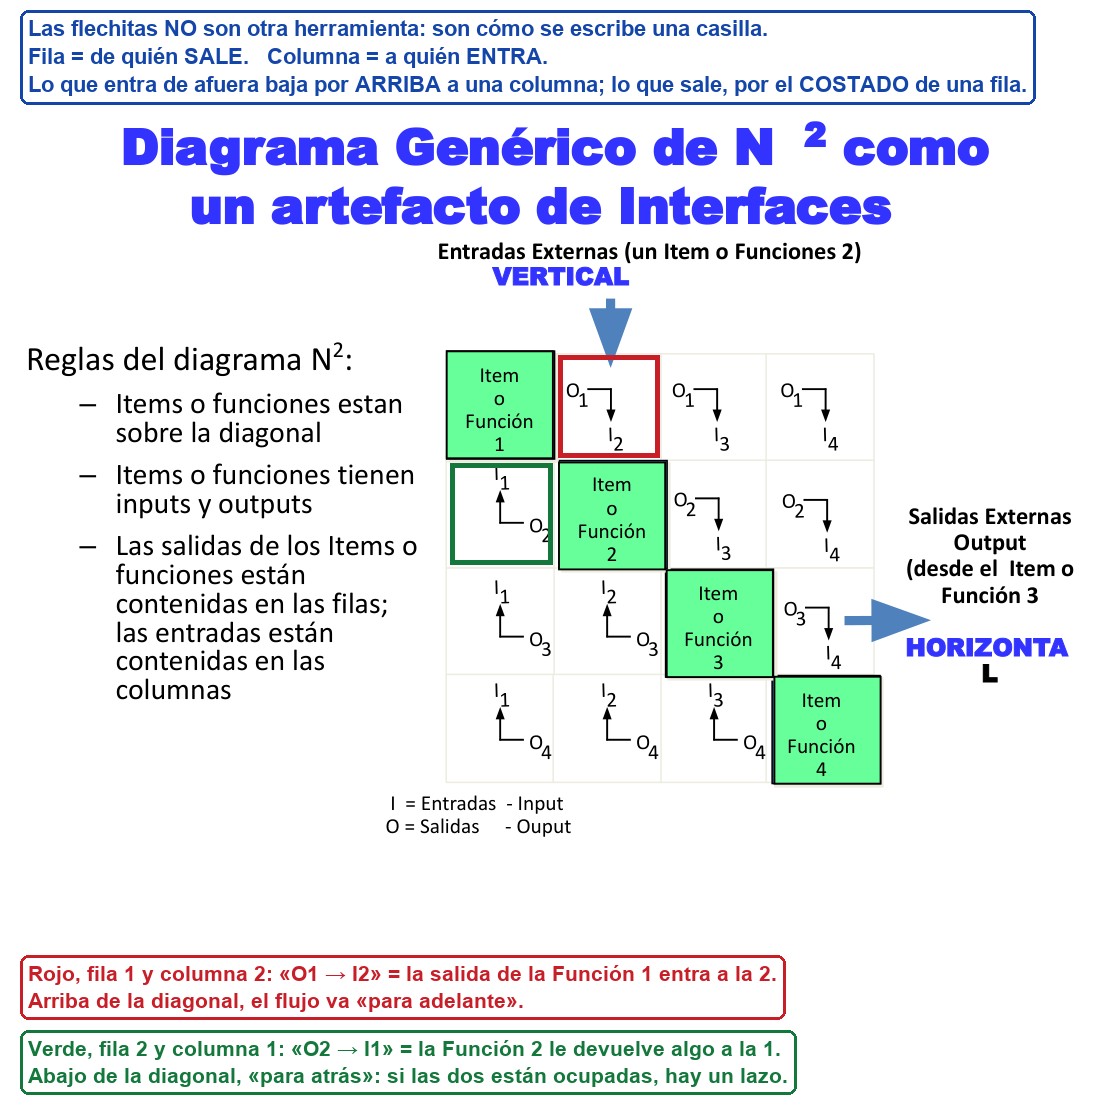 Las flechitas NO son otra herramienta: son cómo se escribe una casilla.
Fila = de quién SALE.   Columna = a quién ENTRA.
Lo que entra de afuera baja por ARRIBA a una columna; lo que sale, por el COSTADO de una fila.
Diagrama Genérico de N ² como
un artefacto de Interfaces
Entradas Externas (un Item o Funciones 2)
VERTICAL
Reglas del diagrama N²:
– Items o funciones estan
sobre la diagonal
– Items o funciones tienen
inputs y outputs
– Las salidas de los Items o
funciones están
contenidas en las filas;
las entradas están
contenidas en las
columnas
Item
o
Función
1
O1
I2
O1
I3
O1
I4
I1
O2
Item
o
Función
2
O2
I3
O2
I4
I1
O3
I2
O3
Item
o
Función
3
O3
I4
I1
O4
I2
O4
I3
O4
Item
o
Función
4
Salidas Externas
Output
(desde el  Item o
Función 3
HORIZONTA
L
I  = Entradas  - Input
O = Salidas     - Ouput
Rojo, fila 1 y columna 2: «O1 → I2» = la salida de la Función 1 entra a la 2.
Arriba de la diagonal, el flujo va «para adelante».
Verde, fila 2 y columna 1: «O2 → I1» = la Función 2 le devuelve algo a la 1.
Abajo de la diagonal, «para atrás»: si las dos están ocupadas, hay un lazo.